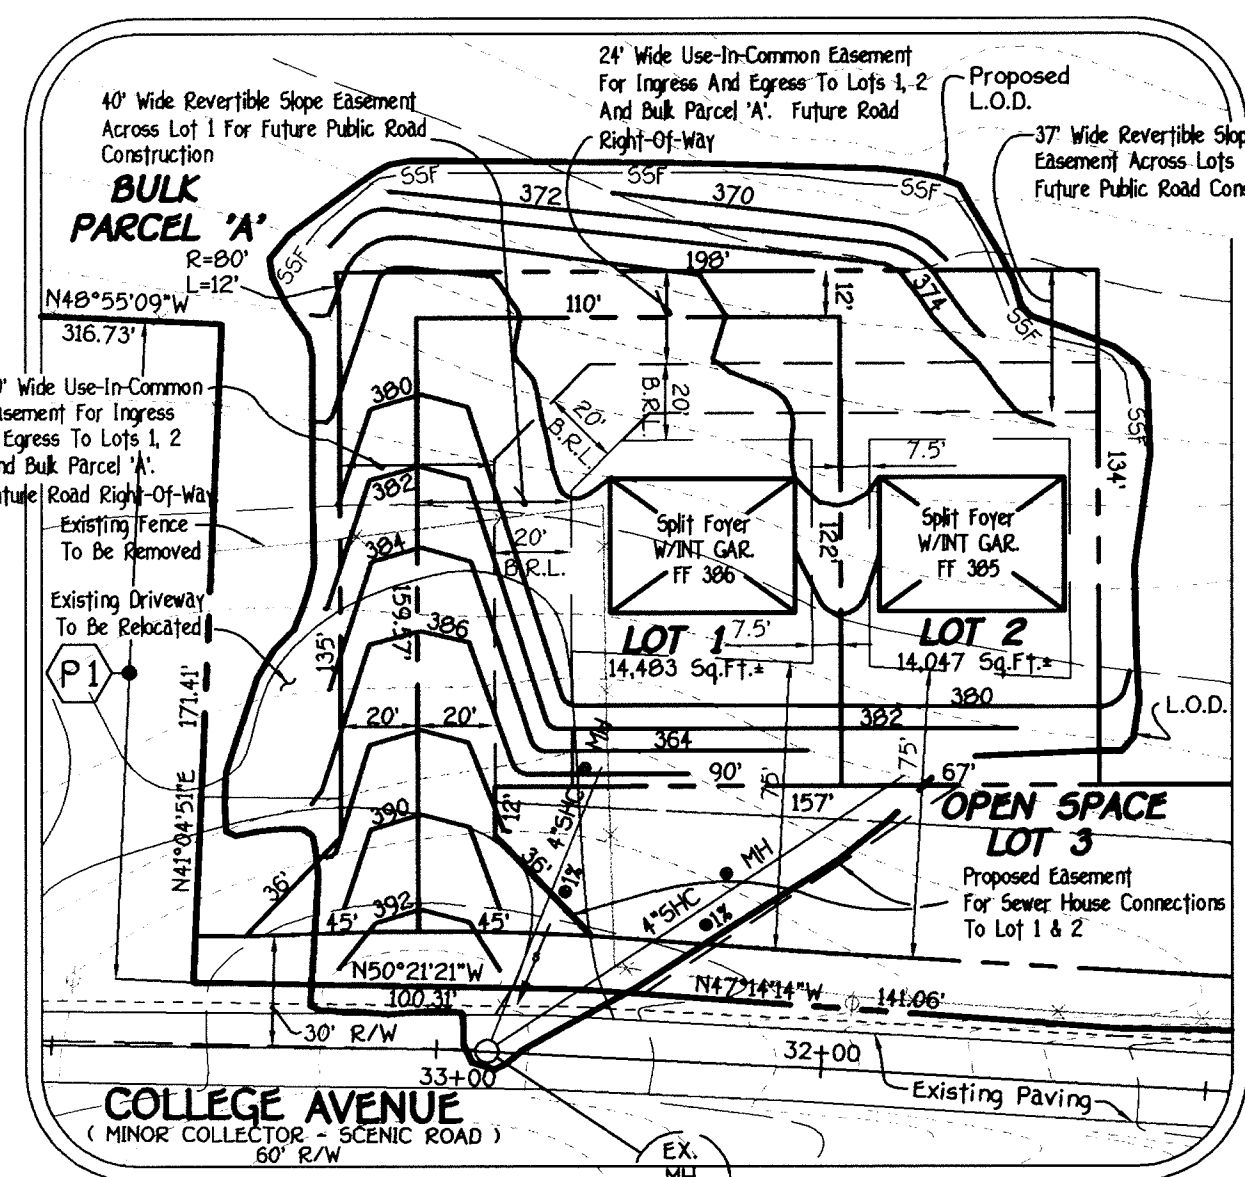 24' Wide Use-In-Common Easement
For Ingress And Egress To Lots 1, 2
And Bulk Parcel 'A'. Future Road
Right-Of-Way
Proposed
L.O.D.
40' Wide Revertible Slope Easement
Across Lot 1 For Future Public Road
Construction
37' Wide Revertible Slop
Easement Across Lots
Future Public Road Con
BULK
PARCEL 'A'
SSF
SSF
SSF
SSF
SSF
SSF
372
370
374
R=80'
L=12'
198'
110'
12'
N48°55'09"W
316.73'
' Wide Use-In-Common
asement For Ingress
Egress To Lots 1, 2
nd Bulk Parcel 'A'.
uture Road Right-Of-Way
380
382
384
386
390
392
20'
B.R.L.
20'
B.R.L.
20'
B.R.L.
7.5'
134'
Split Foyer
W/INT GAR.
FF 386
122'
Split Foyer
W/INT GAR.
FF 385
Existing Fence
To Be Removed
Existing Driveway
To Be Relocated
P1
135'
159.57'
171.41'
N41°04'51"E
LOT 1
14,483 Sq.Ft.±
7.5'
LOT 2
14,047 Sq.Ft.±
380
382
364
L.O.D.
20'
20'
MH
90'
75'
75'
67'
157'
12'
4"SHC
1%
36'
36'
45'
45'
OPEN SPACE
LOT 3
MH
4"SHC
1%
Proposed Easement
For Sewer House Connections
To Lot 1 & 2
N50°21'21"W
100.31'
N47°14'14"W
141.06'
30' R/W
33+00
32+00
Existing Paving
COLLEGE AVENUE
( MINOR COLLECTOR - SCENIC ROAD )
60' R/W
EX.
MH